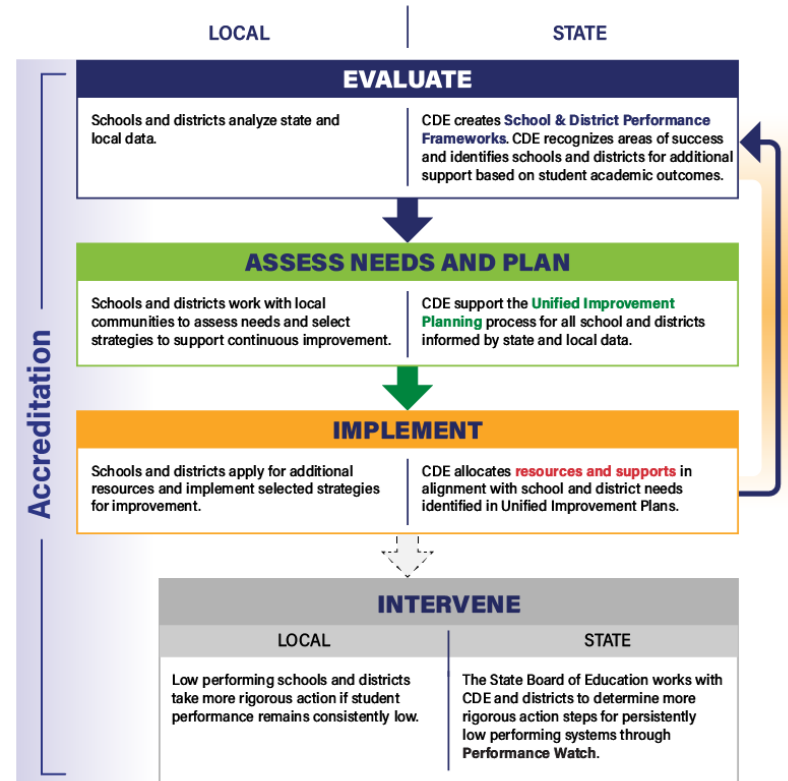 LOCAL
STATE
Accreditation
EVALUATE
Schools and districts analyze state and
local data.
CDE creates School & District Performance
Frameworks. CDE recognizes areas of success
and identifies schools and districts for additional
support based on student academic outcomes.
ASSESS NEEDS AND PLAN
Schools and districts work with local
communities to assess needs and select
strategies to support continuous improvement.
CDE support the Unified Improvement
Planning process for all school and districts
informed by state and local data.
IMPLEMENT
Schools and districts apply for additional
resources and implement selected strategies
for improvement.
CDE allocates resources and supports in
alignment with school and district needs
identified in Unified Improvement Plans.
INTERVENE
LOCAL
STATE
Low performing schools and districts
take more rigorous action if student
performance remains consistently low.
The State Board of Education works with
CDE and districts to determine more
rigorous action steps for persistently
low performing systems through
Performance Watch.